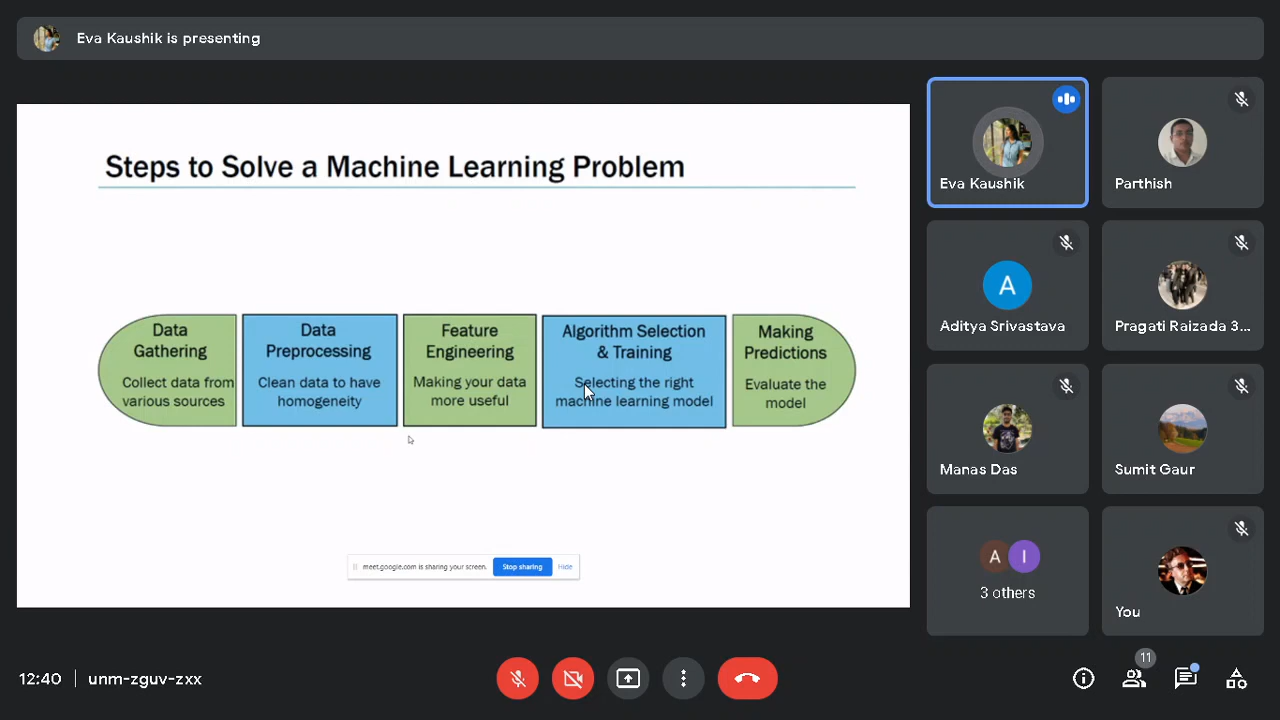 Eva Kaushik is presenting
Steps to Solve a Machine Learning Problem
Data
Gathering
Collect data from
various sources
Data
Preprocessing
Clean data to have
homogeneity
Feature
Engineering
Making your data
more useful
Algorithm Selection
& Training
Selecting the right
machine learning model
Making
Predictions
Evaluate the
model
meet.google.com is sharing your screen.
Stop sharing
Hide
Eva Kaushik
Parthish
A
Aditya Srivastava
Pragati Raizada 3...
Manas Das
Sumit Gaur
A
I
3 others
You
12:40
unm-zguv-zxx
11